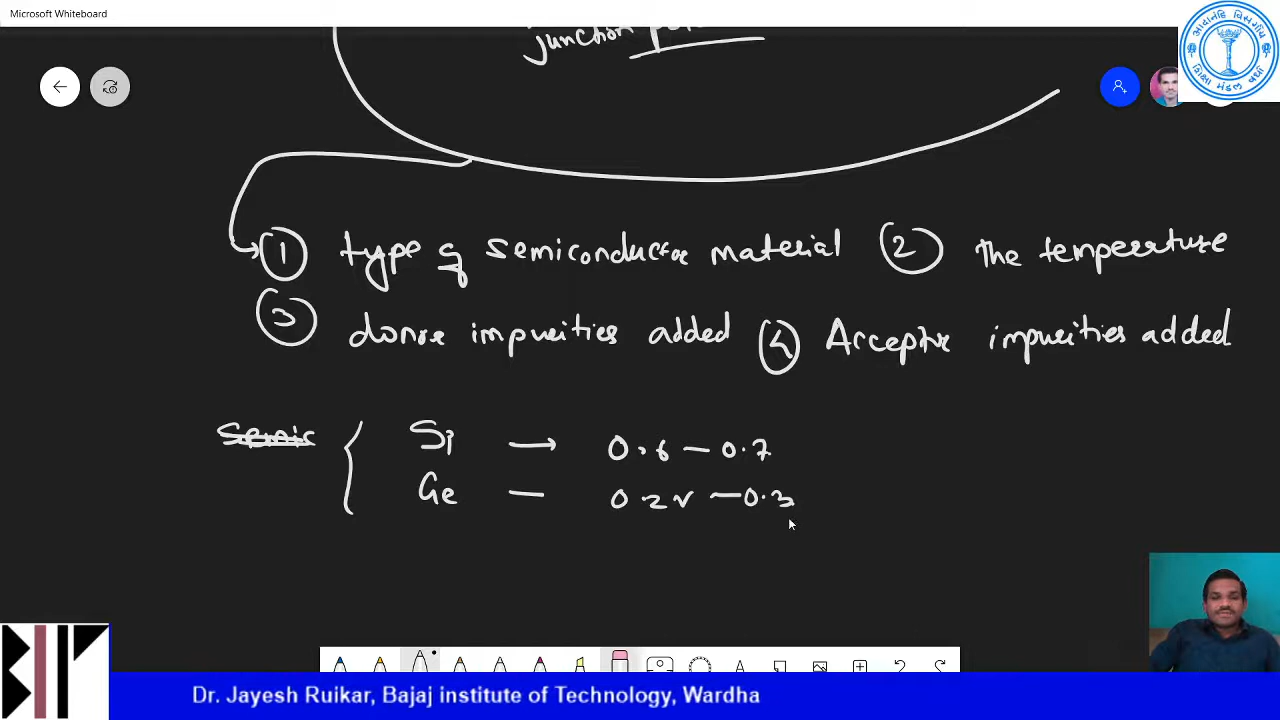 Microsoft Whiteboard
junction
1 type of semiconductor material 2 the temperature
3 donor impurities added 4 Acceptor impurities added
Semic Si → 0.6 – 0.7
Ge – 0.2V – 0.3
Dr. Jayesh Ruikar, Bajaj institute of Technology, Wardha